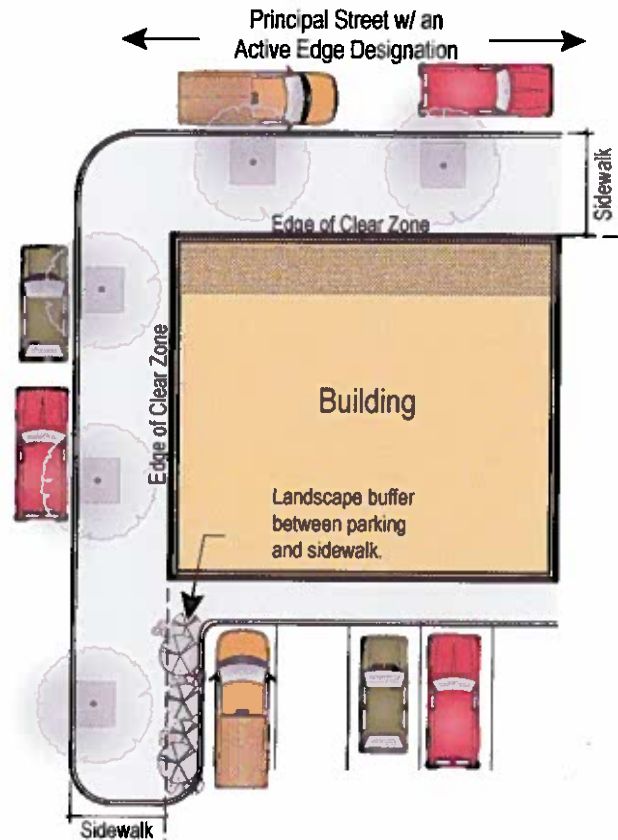 Principal Street w/ an
Active Edge Designation
Sidewalk
Edge of Clear Zone
Edge of Clear Zone
Building
Landscape buffer
between parking
and sidewalk.
Sidewalk